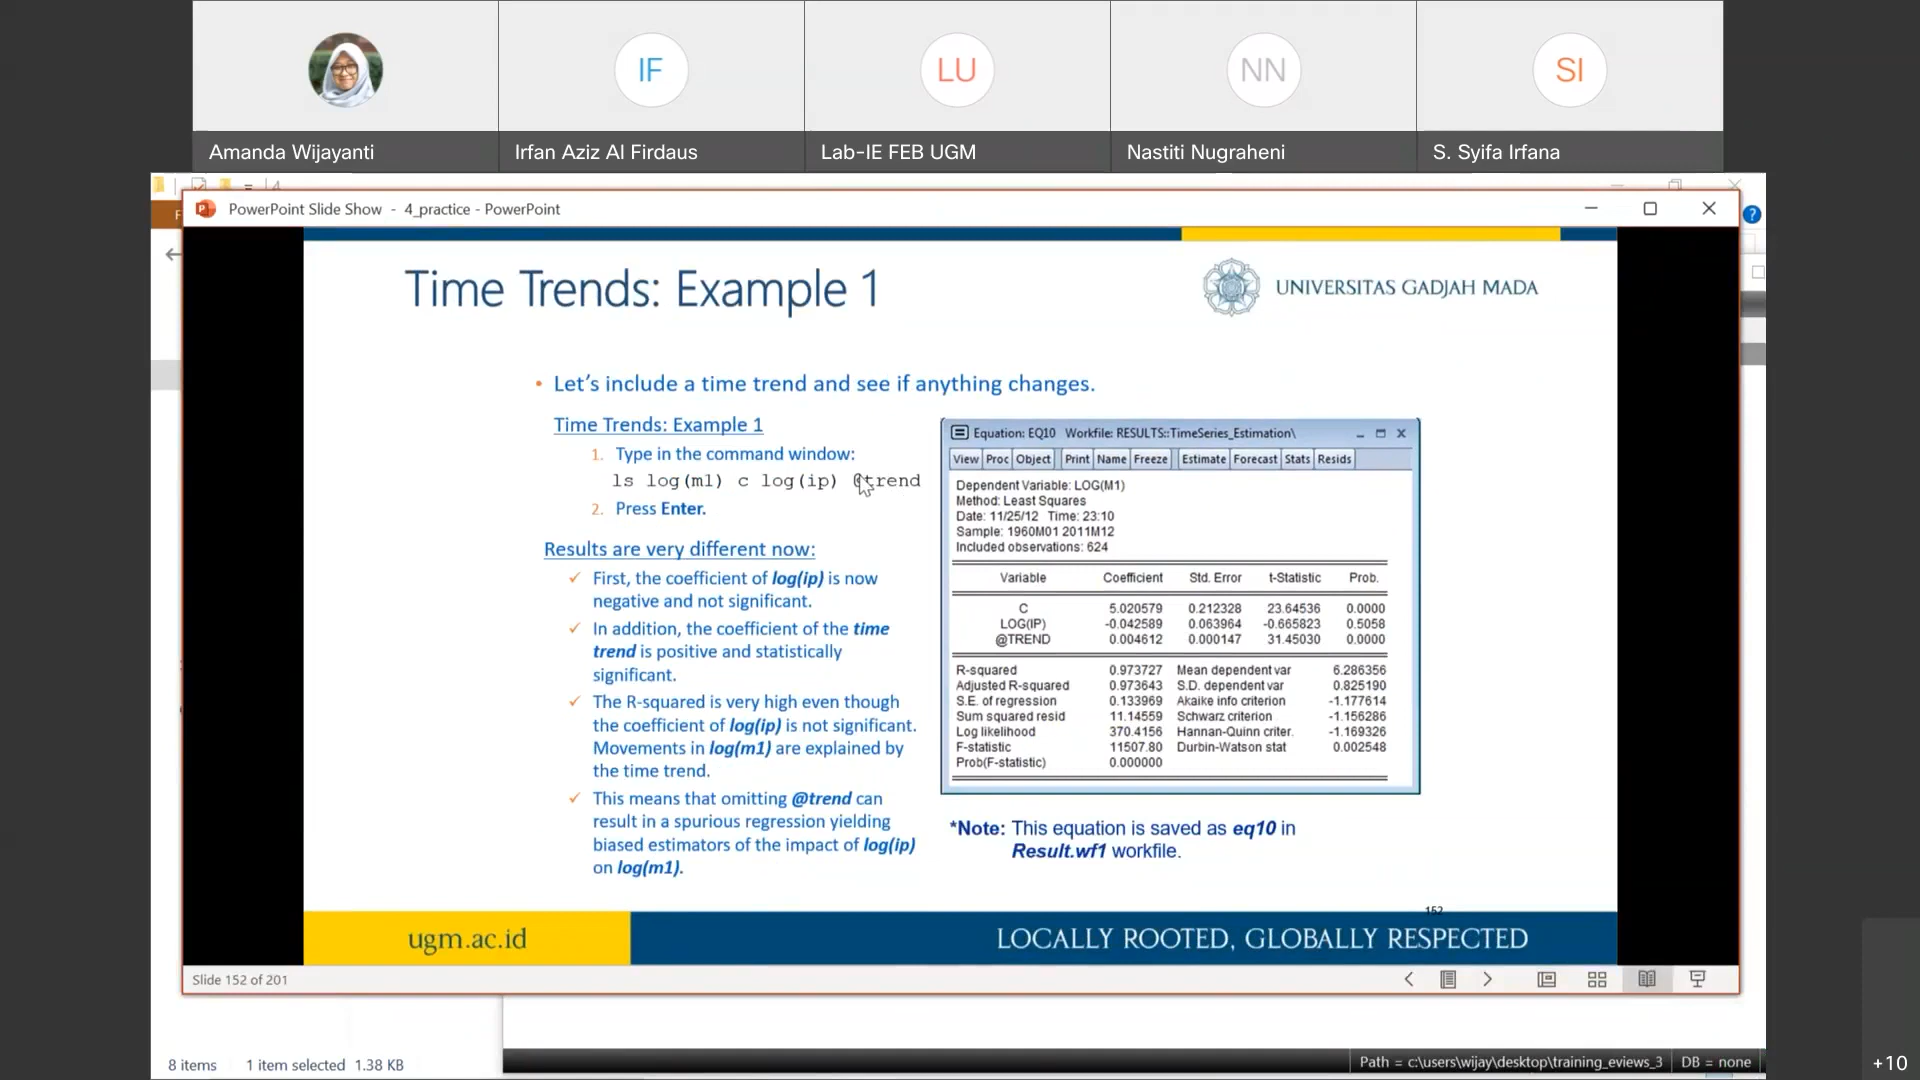 IF
LU
NN
SI
Amanda Wijayanti
Irfan Aziz Al Firdaus
Lab-IE FEB UGM
Nastiti Nugraheni
S. Syifa Irfana
PowerPoint Slide Show - 4_practice - PowerPoint
Time Trends: Example 1
UNIVERSITAS GADJAH MADA
• Let's include a time trend and see if anything changes.
Time Trends: Example 1
1. Type in the command window:
ls log(m1) c log(ip) @trend
2. Press Enter.
Results are very different now:
✓ First, the coefficient of log(ip) is now
negative and not significant.
✓ In addition, the coefficient of the time
trend is positive and statistically
significant.
✓ The R-squared is very high even though
the coefficient of log(ip) is not significant.
Movements in log(m1) are explained by
the time trend.
✓ This means that omitting @trend can
result in a spurious regression yielding
biased estimators of the impact of log(ip)
on log(m1).
Equation: EQ10 Workfile: RESULTS::TimeSeries_Estimation\
View Proc Object Print Name Freeze Estimate Forecast Stats Resids
Dependent Variable: LOG(M1)
Method: Least Squares
Date: 11/25/12 Time: 23:10
Sample: 1960M01 2011M12
Included observations: 624
Variable Coefficient Std. Error t-Statistic Prob.
C 5.020579 0.212328 23.64536 0.0000
LOG(IP) -0.042589 0.063964 -0.665823 0.5058
@TREND 0.004612 0.000147 31.45030 0.0000
R-squared 0.973727 Mean dependent var 6.286356
Adjusted R-squared 0.973643 S.D. dependent var 0.825190
S.E. of regression 0.133969 Akaike info criterion -1.177614
Sum squared resid 11.14559 Schwarz criterion -1.156286
Log likelihood 370.4156 Hannan-Quinn criter. -1.169326
F-statistic 11507.80 Durbin-Watson stat 0.002548
Prob(F-statistic) 0.000000
*Note: This equation is saved as eq10 in
Result.wf1 workfile.
152
ugm.ac.id
LOCALLY ROOTED, GLOBALLY RESPECTED
Slide 152 of 201
8 items 1 item selected 1.38 KB
Path = c:\users\wijay\desktop\training_eviews_3 DB = none
+10